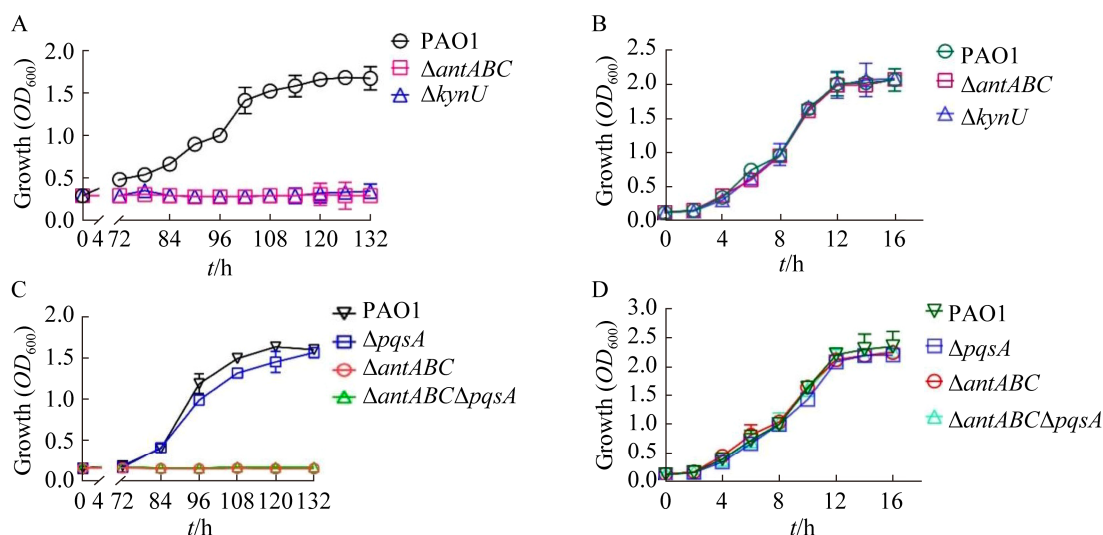 A
Growth (OD₆₀₀)
2.0
1.5
1.0
0.5
0.0
0 4 72 84 96 108 120 132
t/h
PAO1
ΔantABC
ΔkynU
B
Growth (OD₆₀₀)
2.5
2.0
1.5
1.0
0.5
0.0
0 2 4 6 8 10 12 14 16
t/h
PAO1
ΔantABC
ΔkynU
C
Growth (OD₆₀₀)
2.0
1.5
1.0
0.5
0.0
0 4 72 84 96 108 120 132
t/h
PAO1
ΔpqsA
ΔantABC
ΔantABCΔpqsA
D
Growth (OD₆₀₀)
3.0
2.5
2.0
1.5
1.0
0.5
0.0
0 2 4 6 8 10 12 14 16
t/h
PAO1
ΔpqsA
ΔantABC
ΔantABCΔpqsA